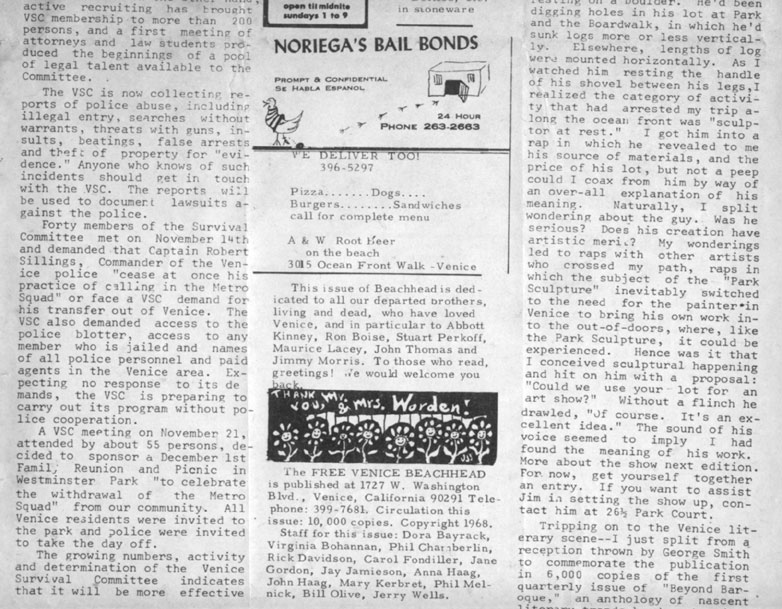 active recruiting has brought
VSC membership to more than 200
persons, and a first meeting of
attorneys and law students pro-
duced the beginnings of a pool
of legal talent available to the
Committee.
The VSC is now collecting re-
ports of police abuse, including
illegal entry, searches without
warrants, threats with guns, in-
sults, beatings, false arrests
and theft of property for "evi-
dence." Anyone who knows of such
incidents should get in touch
with the VSC. The reports will
be used to document lawsuits a-
gainst the police.
Forty members of the Survival
Committee met on November 14th
and demanded that Captain Robert
Sillings, Commander of the Ven-
ice police "cease at once his
practice of calling in the Metro
Squad" or face a VSC demand for
his transfer out of Venice. The
VSC also demanded access to the
police blotter, access to any
member who is jailed and names
of all police personnel and paid
agents in the Venice area. Ex-
pecting no response to its de
mands, the VSC is preparing to
carry out its program without po-
lice cooperation.
A VSC meeting on November 21,
attended by about 55 persons, de-
cided to sponsor a December 1st
Family Reunion and Picnic in
Westminster Park "to celebrate
the withdrawal of the Metro
Squad" from our community. All
Venice residents were invited to
the park and police were invited
to take the day off.
The growing numbers, activity
and determination of the Venice
Survival Committee indicates
that it will be more effective
open til midnite
sundays 1 to 9
in stoneware
NORIEGA'S BAIL BONDS
PROMPT & CONFIDENTIAL
SE HABLA ESPANOL
24 HOUR
PHONE 263-2663
WE DELIVER TOO!
396-5297
Pizza.......Dogs....
Burgers........Sandwiches
call for complete menu
A & W Root Beer
on the beach
3015 Ocean Front Walk -Venice
This issue of Beachhead is ded-
icated to all our departed brothers,
living and dead, who have loved
Venice, and in particular to Abbott
Kinney, Ron Boise, Stuart Perkoff,
Maurice Lacey, John Thomas and
Jimmy Morris. To those who read,
greetings! We would welcome you
back.
THANK YOU, MR. & MRS. Worden!
The FREE VENICE BEACHHEAD
is published at 1727 W. Washington
Blvd., Venice, California 90291 Tele-
phone: 399-7681. Circulation this
issue: 10,000 copies. Copyright 1968.
Staff for this issue: Dora Bayrack,
Virginia Bohannan, Phil Chamberlin,
Rick Davidson, Carol Fondiller, Jane
Gordon, Jay Jamieson, Anna Haag,
John Haag, Mary Kerbret, Phil Mel-
nick, Bill Olive, Jerry Wells.
resting on a boulder. He'd been
digging holes in his lot at Park
and the Boardwalk, in which he'd
sunk logs more or less vertical-
ly. Elsewhere, lengths of log
were mounted horizontally. As I
watched him resting the handle
of his shovel between his legs,I
realized the category of activi-
ty that had arrested my trip a-
long the ocean front was "sculp-
tor at rest." I got him into a
rap in which he revealed to me
his source of materials, and the
price of his lot, but not a peep
could I coax from him by way of
an over-all explanation of his
meaning. Naturally, I split
wondering about the guy. Was he
serious? Does his creation have
artistic merit? My wonderings
led to raps with other artists
who crossed my path, raps in
which the subject of the "Park
Sculpture" inevitably switched
to the need for the painter in
Venice to bring his own work in-
to the out-of-doors, where, like
the Park Sculpture, it could be
experienced. Hence was it that
I conceived sculptural happening
and hit on him with a proposal:
"Could we use your lot for an
art show?" Without a flinch he
drawled, "Of course. It's an ex-
cellent idea." The sound of his
voice seemed to imply I had
found the meaning of his work.
More about the show next edition.
For now, get yourself together
an entry. If you want to assist
Jim in setting the show up, con-
tact him at 26½ Park Court.
Tripping on to the Venice lit-
erary scene--I just split from a
reception thrown by George Smith
to commemorate the publication
in 6,000 copies of the first
quarterly issue of "Beyond Bar-
oque," an anthology of nascent